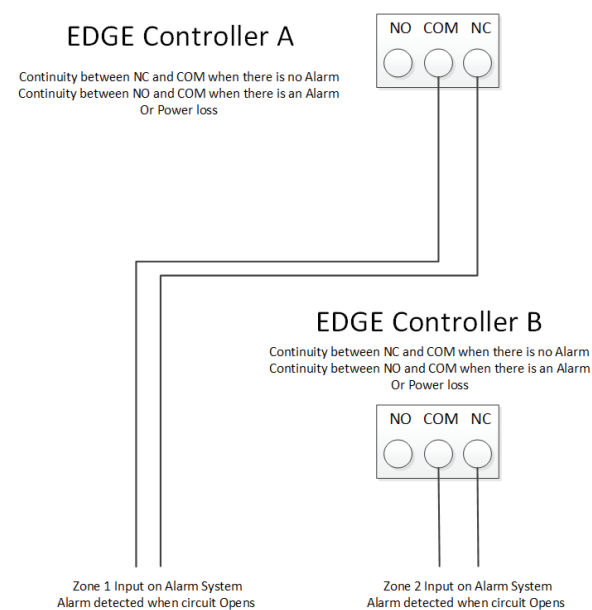 EDGE Controller A
Continuity between NC and COM when there is no Alarm
Continuity between NO and COM when there is an Alarm
Or Power loss
NO COM NC
EDGE Controller B
Continuity between NC and COM when there is no Alarm
Continuity between NO and COM when there is an Alarm
Or Power loss
NO COM NC
Zone 1 Input on Alarm System
Alarm detected when circuit Opens
Zone 2 Input on Alarm System
Alarm detected when circuit Opens